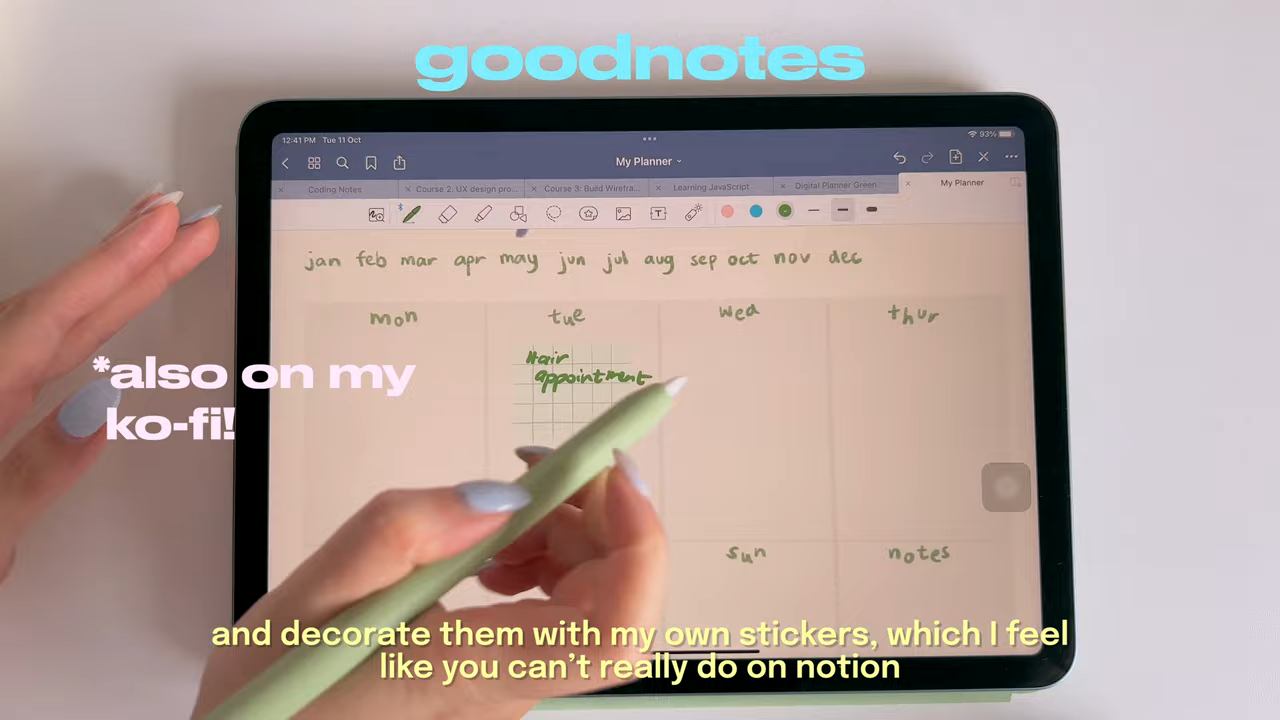 goodnotes
12:41 PM Tue 11 Oct
93%
My Planner
Coding Notes
Course 2. UX design pro...
Course 3: Build Wirefra...
Learning JavaScript
Digital Planner Green
My Planner
jan feb mar apr may jun jul aug sep oct nov dec
mon tue wed thur
Hair
appointment
*also on my
ko-fi!
sun notes
and decorate them with my own stickers, which I feel
like you can't really do on notion